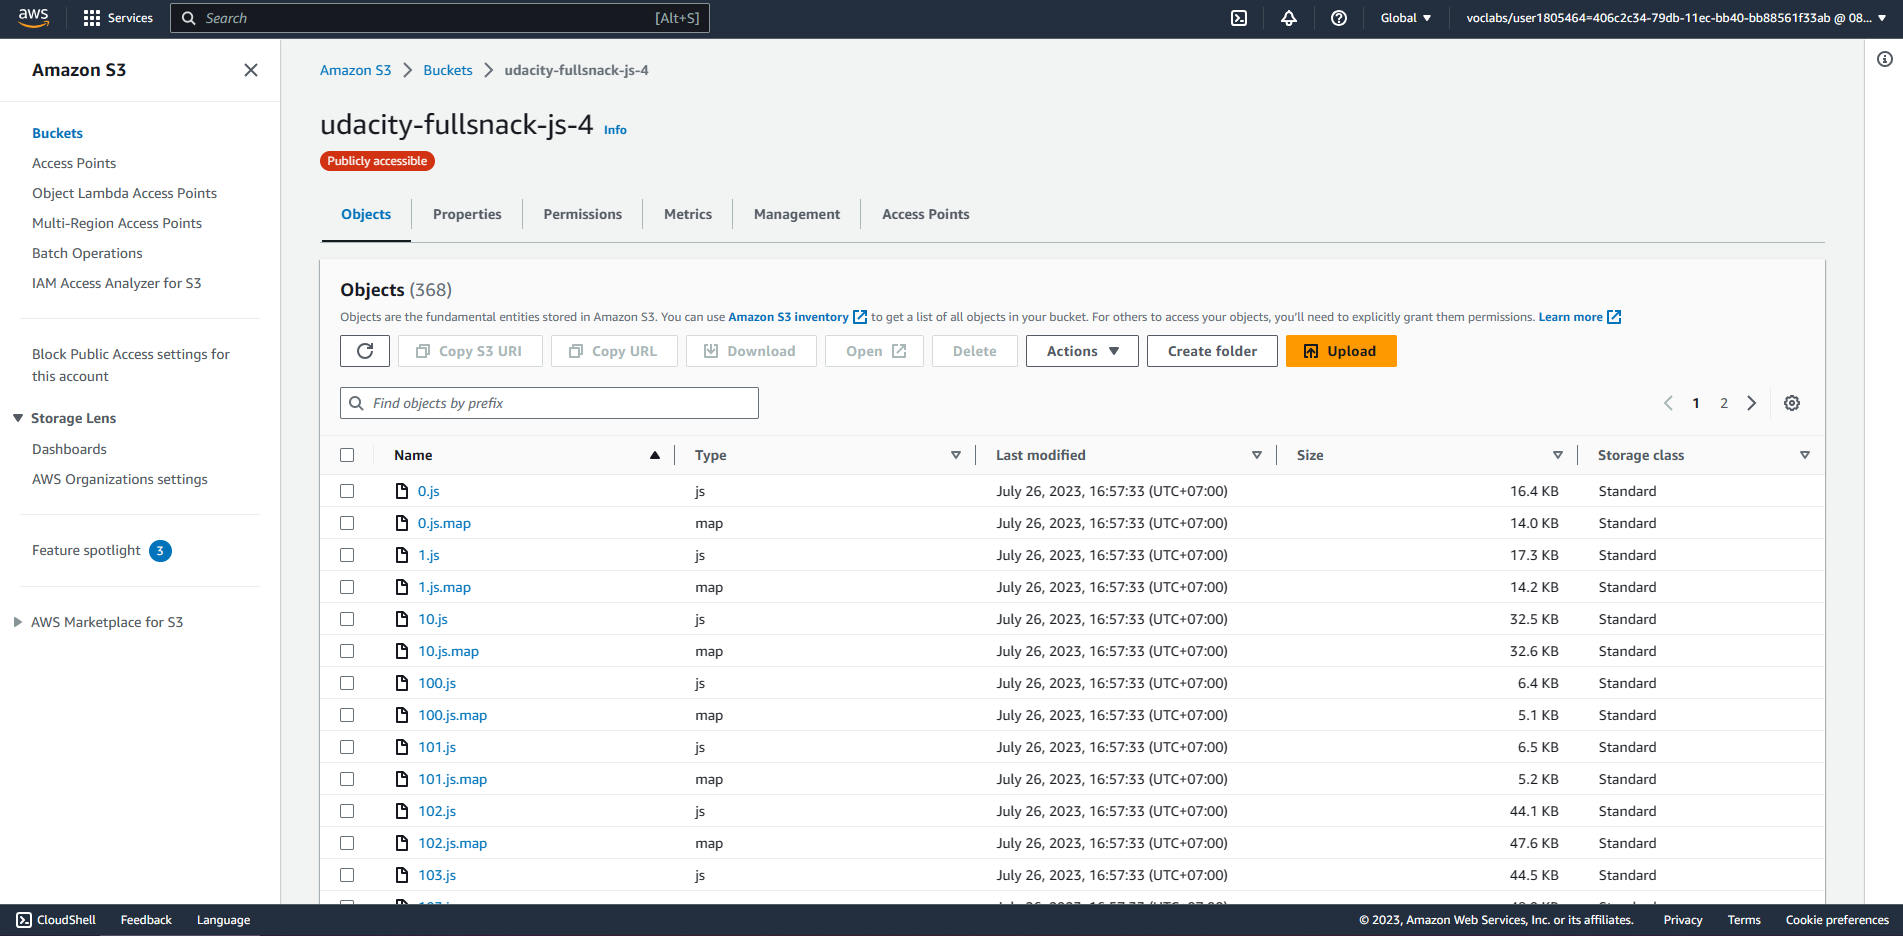 aws
Services
Search
[Alt+S]
Global
voclabs/user1805464=406c2c34-79db-11ec-bb40-bb88561f33ab @ 08...
Amazon S3
Buckets
Access Points
Object Lambda Access Points
Multi-Region Access Points
Batch Operations
IAM Access Analyzer for S3
Block Public Access settings for
this account
Storage Lens
Dashboards
AWS Organizations settings
Feature spotlight 3
AWS Marketplace for S3
Amazon S3 Buckets udacity-fullsnack-js-4
udacity-fullsnack-js-4 Info
Publicly accessible
Objects Properties Permissions Metrics Management Access Points
Objects (368)
Objects are the fundamental entities stored in Amazon S3. You can use Amazon S3 inventory to get a list of all objects in your bucket. For others to access your objects, you'll need to explicitly grant them permissions. Learn more
Copy S3 URI Copy URL Download Open Delete Actions Create folder Upload
Find objects by prefix
1 2
Name Type Last modified Size Storage class
0.js js July 26, 2023, 16:57:33 (UTC+07:00) 16.4 KB Standard
0.js.map map July 26, 2023, 16:57:33 (UTC+07:00) 14.0 KB Standard
1.js js July 26, 2023, 16:57:33 (UTC+07:00) 17.3 KB Standard
1.js.map map July 26, 2023, 16:57:33 (UTC+07:00) 14.2 KB Standard
10.js js July 26, 2023, 16:57:33 (UTC+07:00) 32.5 KB Standard
10.js.map map July 26, 2023, 16:57:33 (UTC+07:00) 32.6 KB Standard
100.js js July 26, 2023, 16:57:33 (UTC+07:00) 6.4 KB Standard
100.js.map map July 26, 2023, 16:57:33 (UTC+07:00) 5.1 KB Standard
101.js js July 26, 2023, 16:57:33 (UTC+07:00) 6.5 KB Standard
101.js.map map July 26, 2023, 16:57:33 (UTC+07:00) 5.2 KB Standard
102.js js July 26, 2023, 16:57:33 (UTC+07:00) 44.1 KB Standard
102.js.map map July 26, 2023, 16:57:33 (UTC+07:00) 47.6 KB Standard
103.js js July 26, 2023, 16:57:33 (UTC+07:00) 44.5 KB Standard
CloudShell Feedback Language
© 2023, Amazon Web Services, Inc. or its affiliates. Privacy Terms Cookie preferences